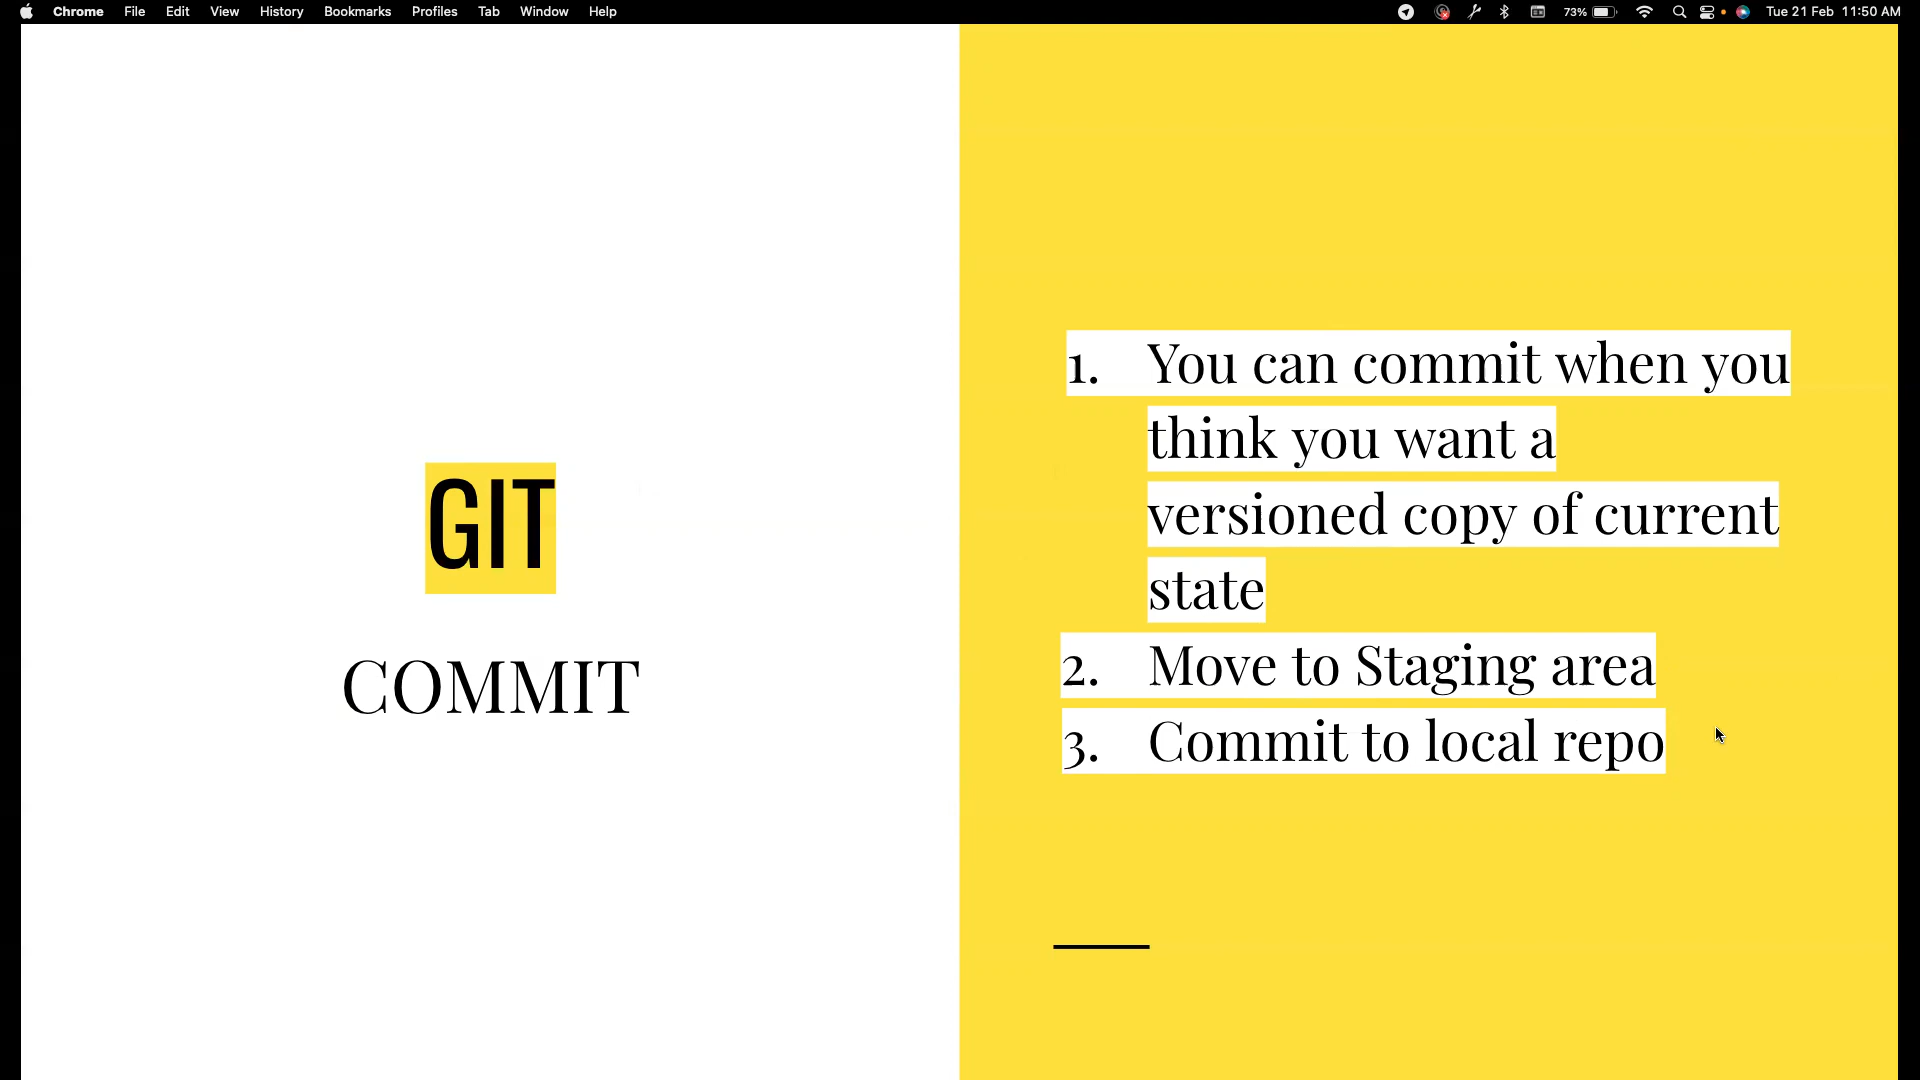 Chrome File Edit View History Bookmarks Profiles Tab Window Help 73% Tue 21 Feb 11:50 AM
GIT
COMMIT
1. You can commit when you
think you want a
versioned copy of current
state
2. Move to Staging area
3. Commit to local repo